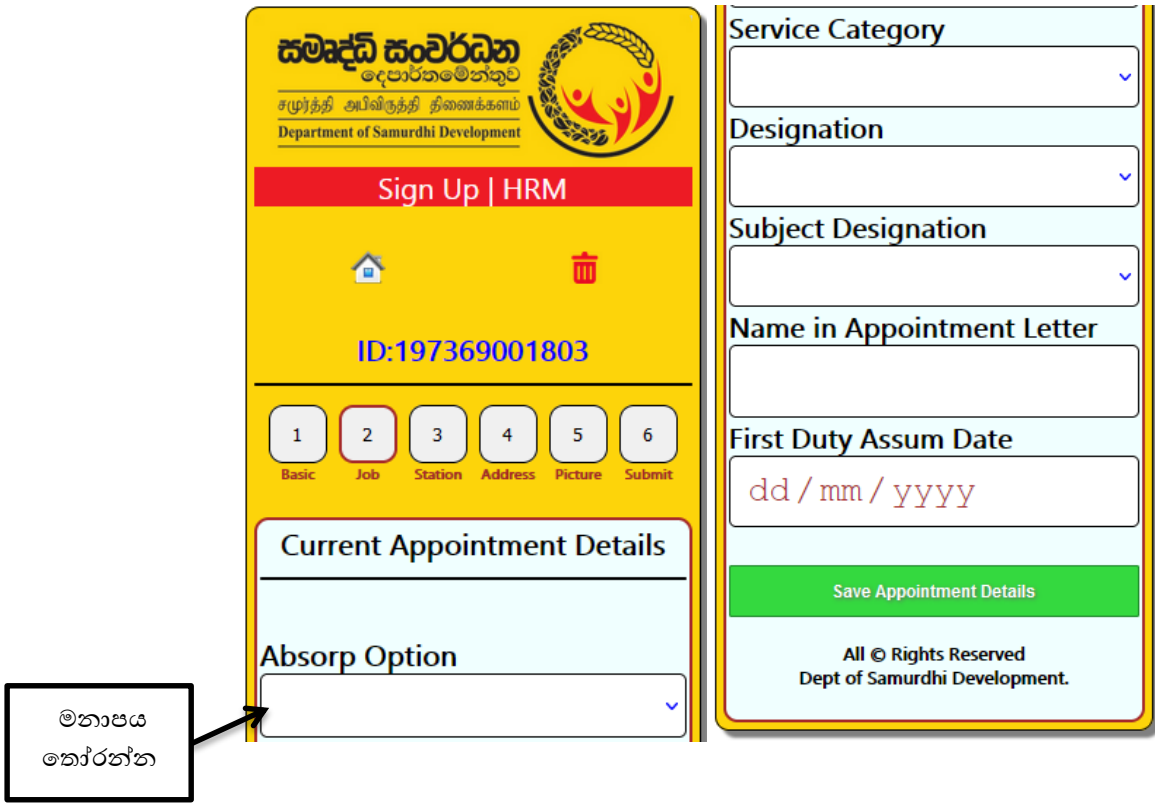 සමෘද්ධි සංවර්ධන
දෙපාර්තමේන්තුව
சமுர்த்தி அபிவிருத்தி திணைக்களம்
Department of Samurdhi Development
Sign Up | HRM
ID:197369001803
1 2 3 4 5 6
Basic Job Station Address Picture Submit
Current Appointment Details
Absorp Option
මනාපය
තෝරන්න
Service Category
Designation
Subject Designation
Name in Appointment Letter
First Duty Assum Date
dd / mm / yyyy
Save Appointment Details
All © Rights Reserved
Dept of Samurdhi Development.